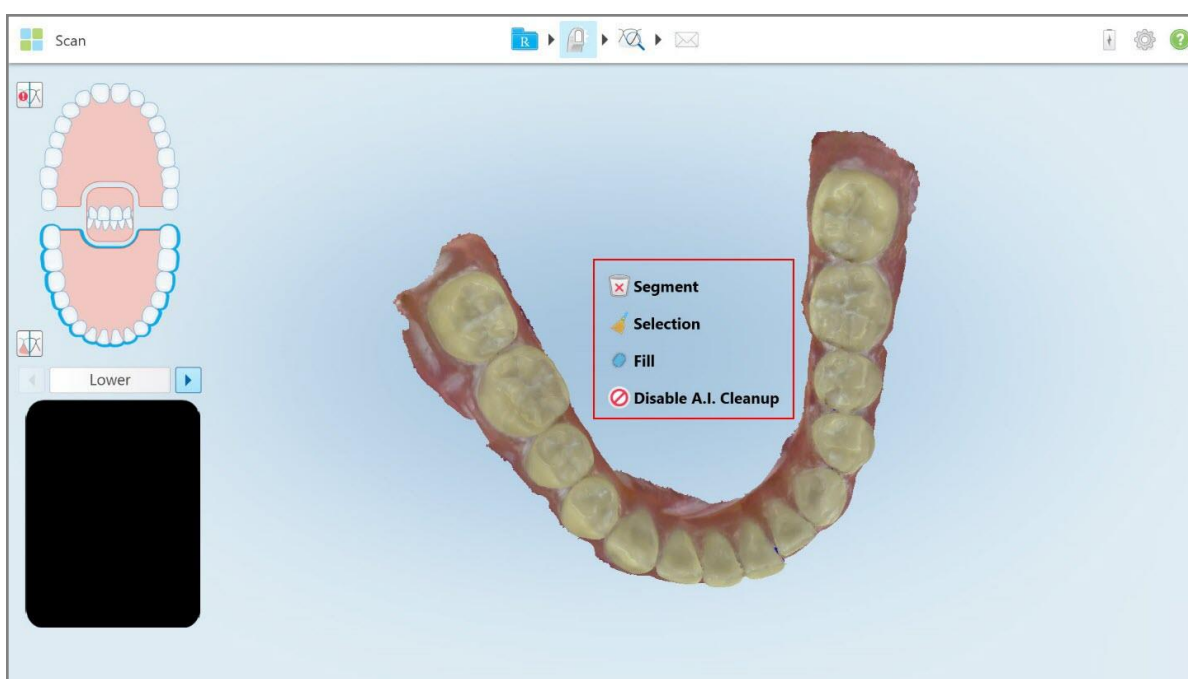 Scan
R
?
Segment
Selection
Fill
Disable A.I. Cleanup
Lower